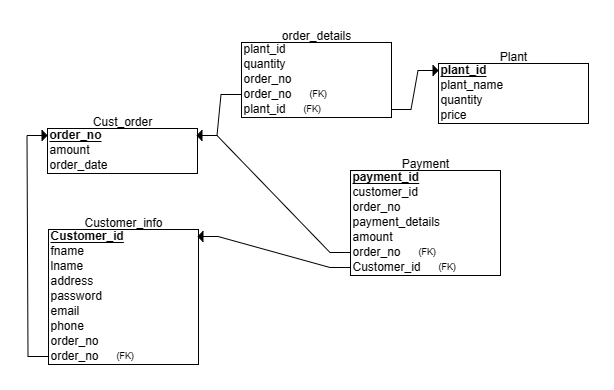 order_details
plant_id
quantity
order_no
order_no (FK)
plant_id (FK)
Plant
plant_id
plant_name
quantity
price
Cust_order
order_no
amount
order_date
Payment
payment_id
customer_id
order_no
payment_details
amount
order_no (FK)
Customer_id (FK)
Customer_info
Customer_id
fname
lname
address
password
email
phone
order_no
order_no (FK)